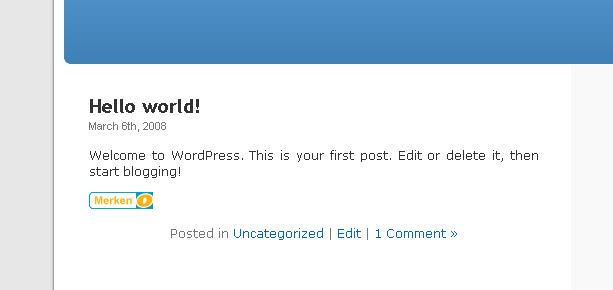 Hello world!
March 6th, 2008
Welcome to WordPress. This is your first post. Edit or delete it, then
start blogging!
Merken 0
Posted in Uncategorized | Edit | 1 Comment »